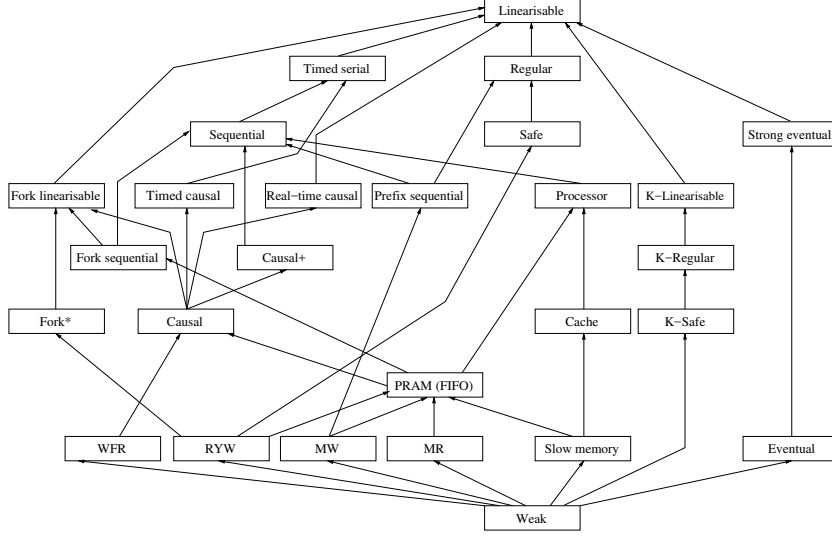 Linearisable
Timed serial
Regular
Sequential
Safe
Strong eventual
Fork linearisable
Timed causal
Real−time causal
Prefix sequential
Processor
K−Linearisable
Fork sequential
Causal+
K−Regular
Fork*
Causal
Cache
K−Safe
PRAM (FIFO)
WFR
RYW
MW
MR
Slow memory
Eventual
Weak